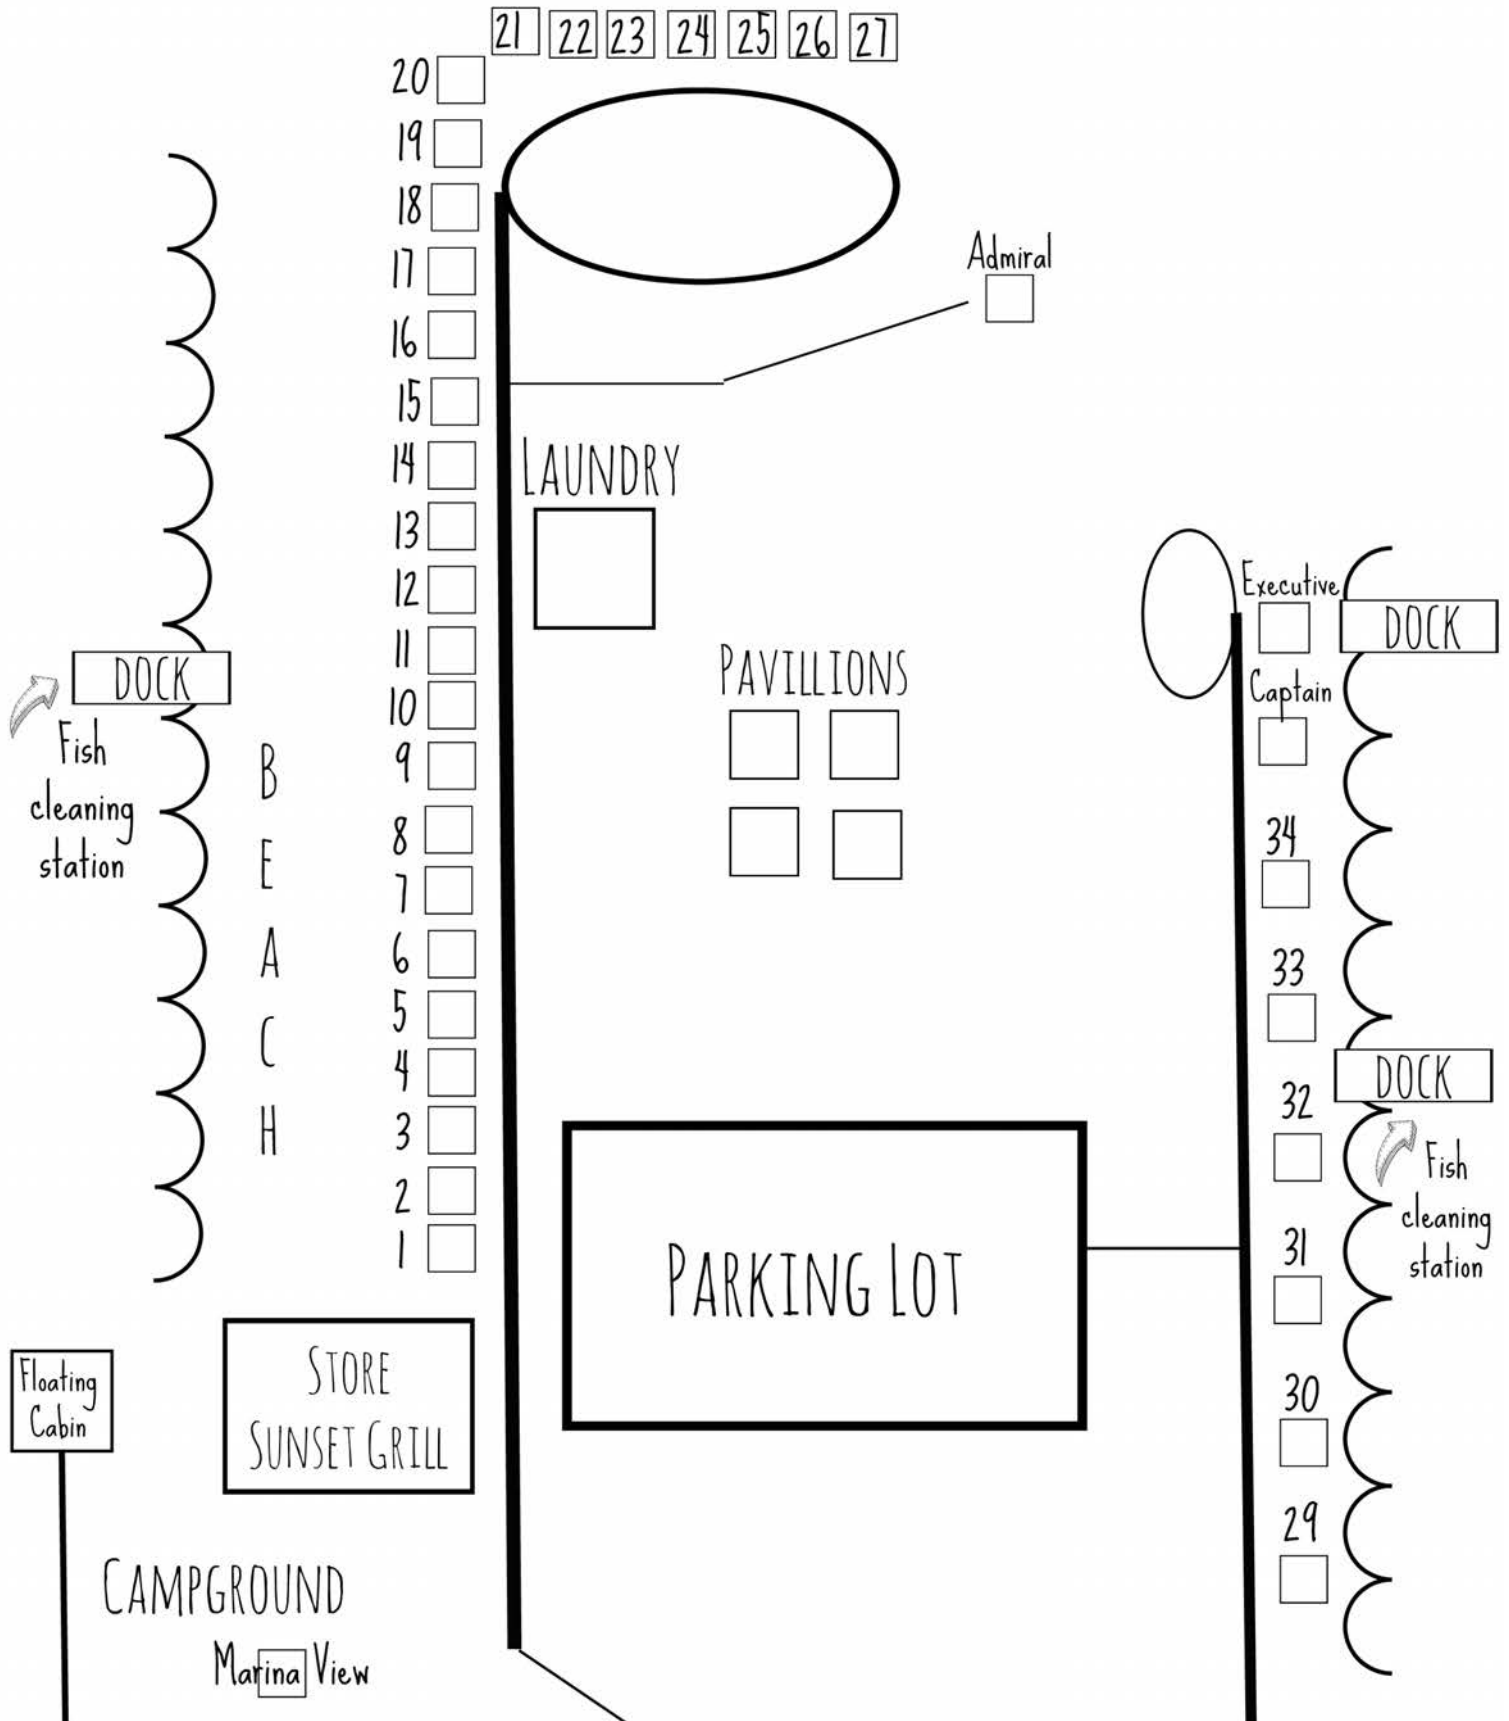 21 22 23 24 25 26 27
20
19
18
17
16
15
14
13
12
11
10
9
8
7
6
5
4
3
2
1
Admiral
LAUNDRY
PAVILLIONS
DOCK
Fish
cleaning
station
B
E
A
C
H
Executive
DOCK
Captain
34
33
32
31
30
29
DOCK
Fish
cleaning
station
PARKING LOT
STORE
SUNSET GRILL
Floating
Cabin
CAMPGROUND
Marina View